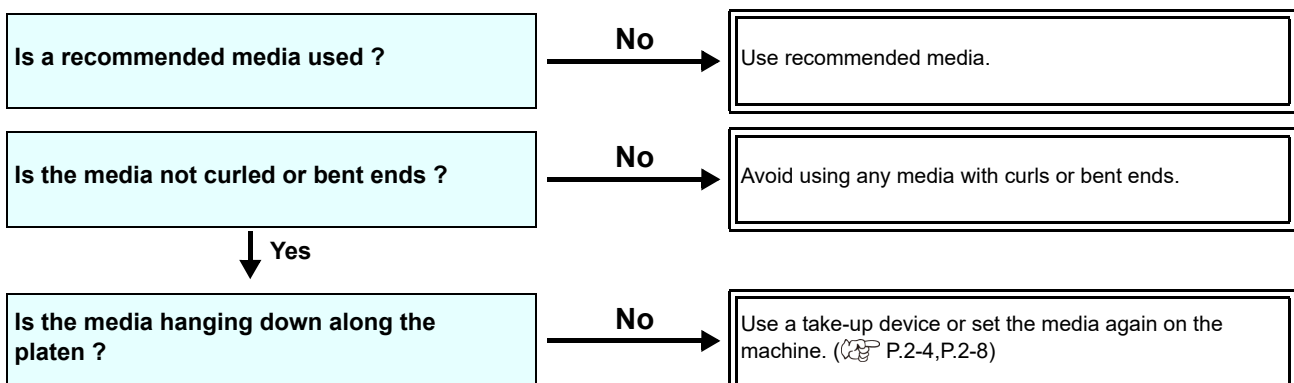 Is a recommended media used ?
No
Use recommended media.
Is the media not curled or bent ends ?
No
Avoid using any media with curls or bent ends.
Yes
Is the media hanging down along the
platen ?
No
Use a take-up device or set the media again on the
machine. ( P.2-4,P.2-8)